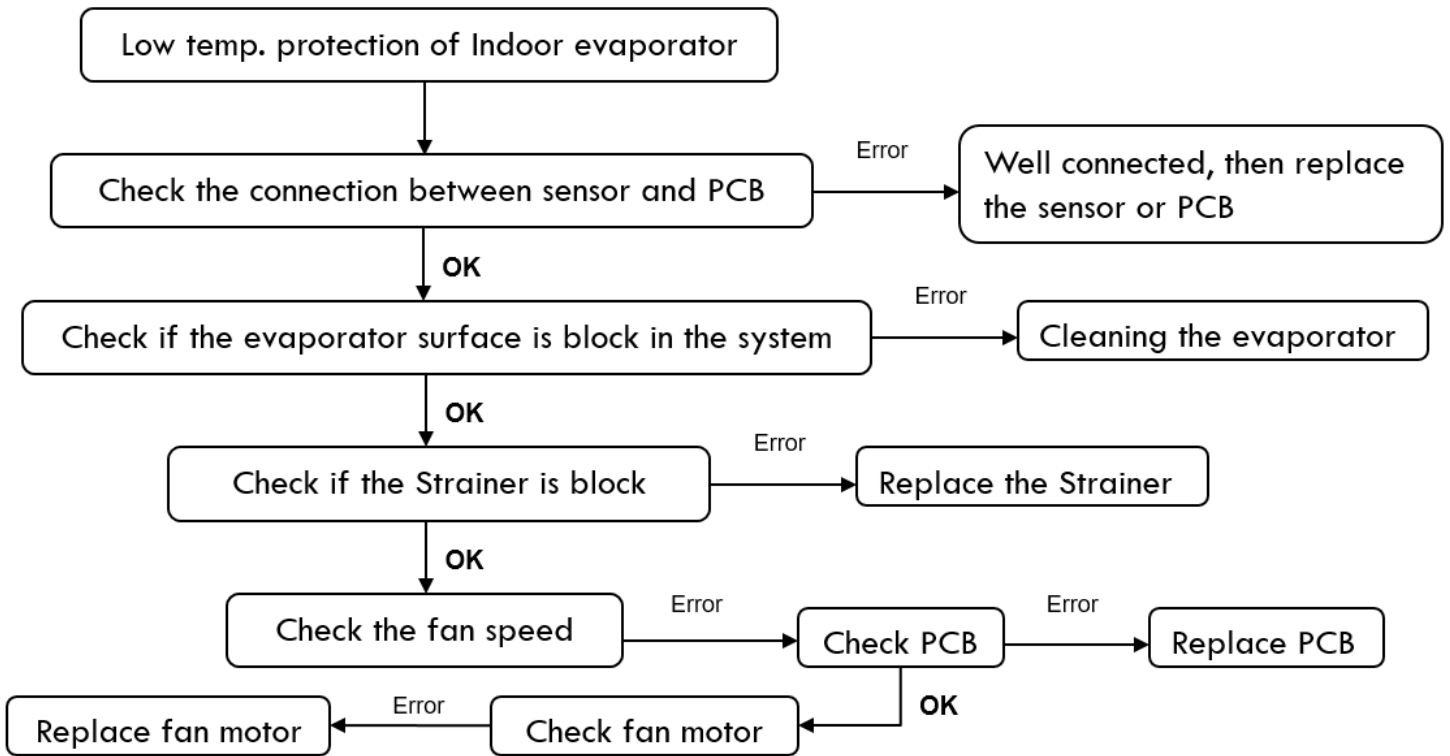 Low temp. protection of Indoor evaporator
Check the connection between sensor and PCB
Error
Well connected, then replace
the sensor or PCB
OK
Check if the evaporator surface is block in the system
Error
Cleaning the evaporator
OK
Check if the Strainer is block
Error
Replace the Strainer
OK
Check the fan speed
Error
Check PCB
Error
Replace PCB
OK
Check fan motor
Error
Replace fan motor